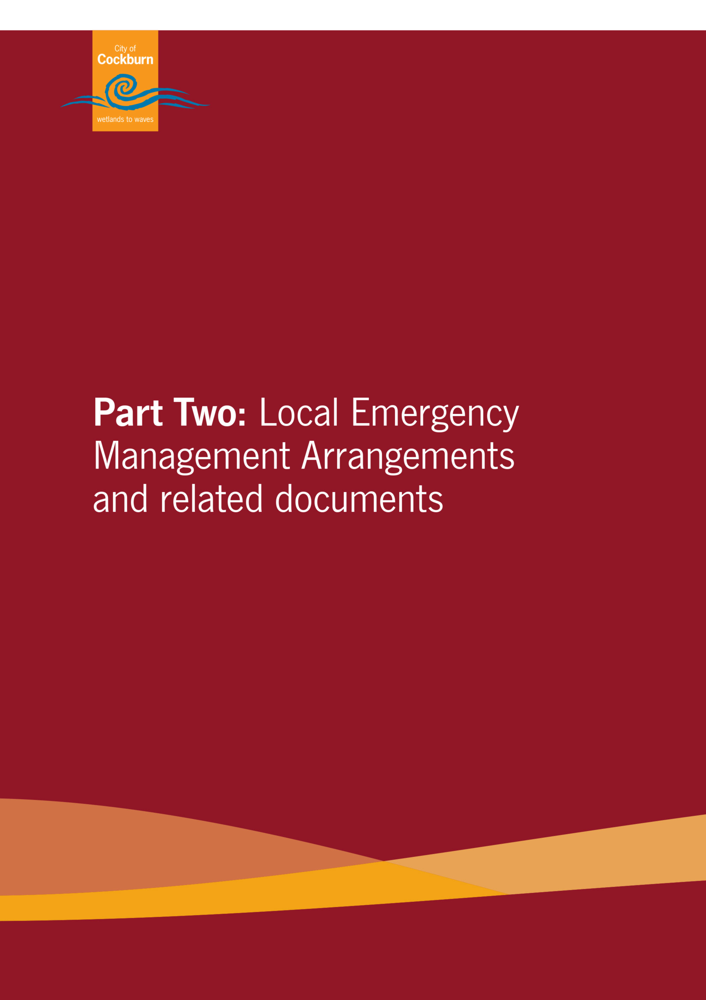 City of
Cockburn
wetlands to waves
Part Two: Local Emergency
Management Arrangements
and related documents